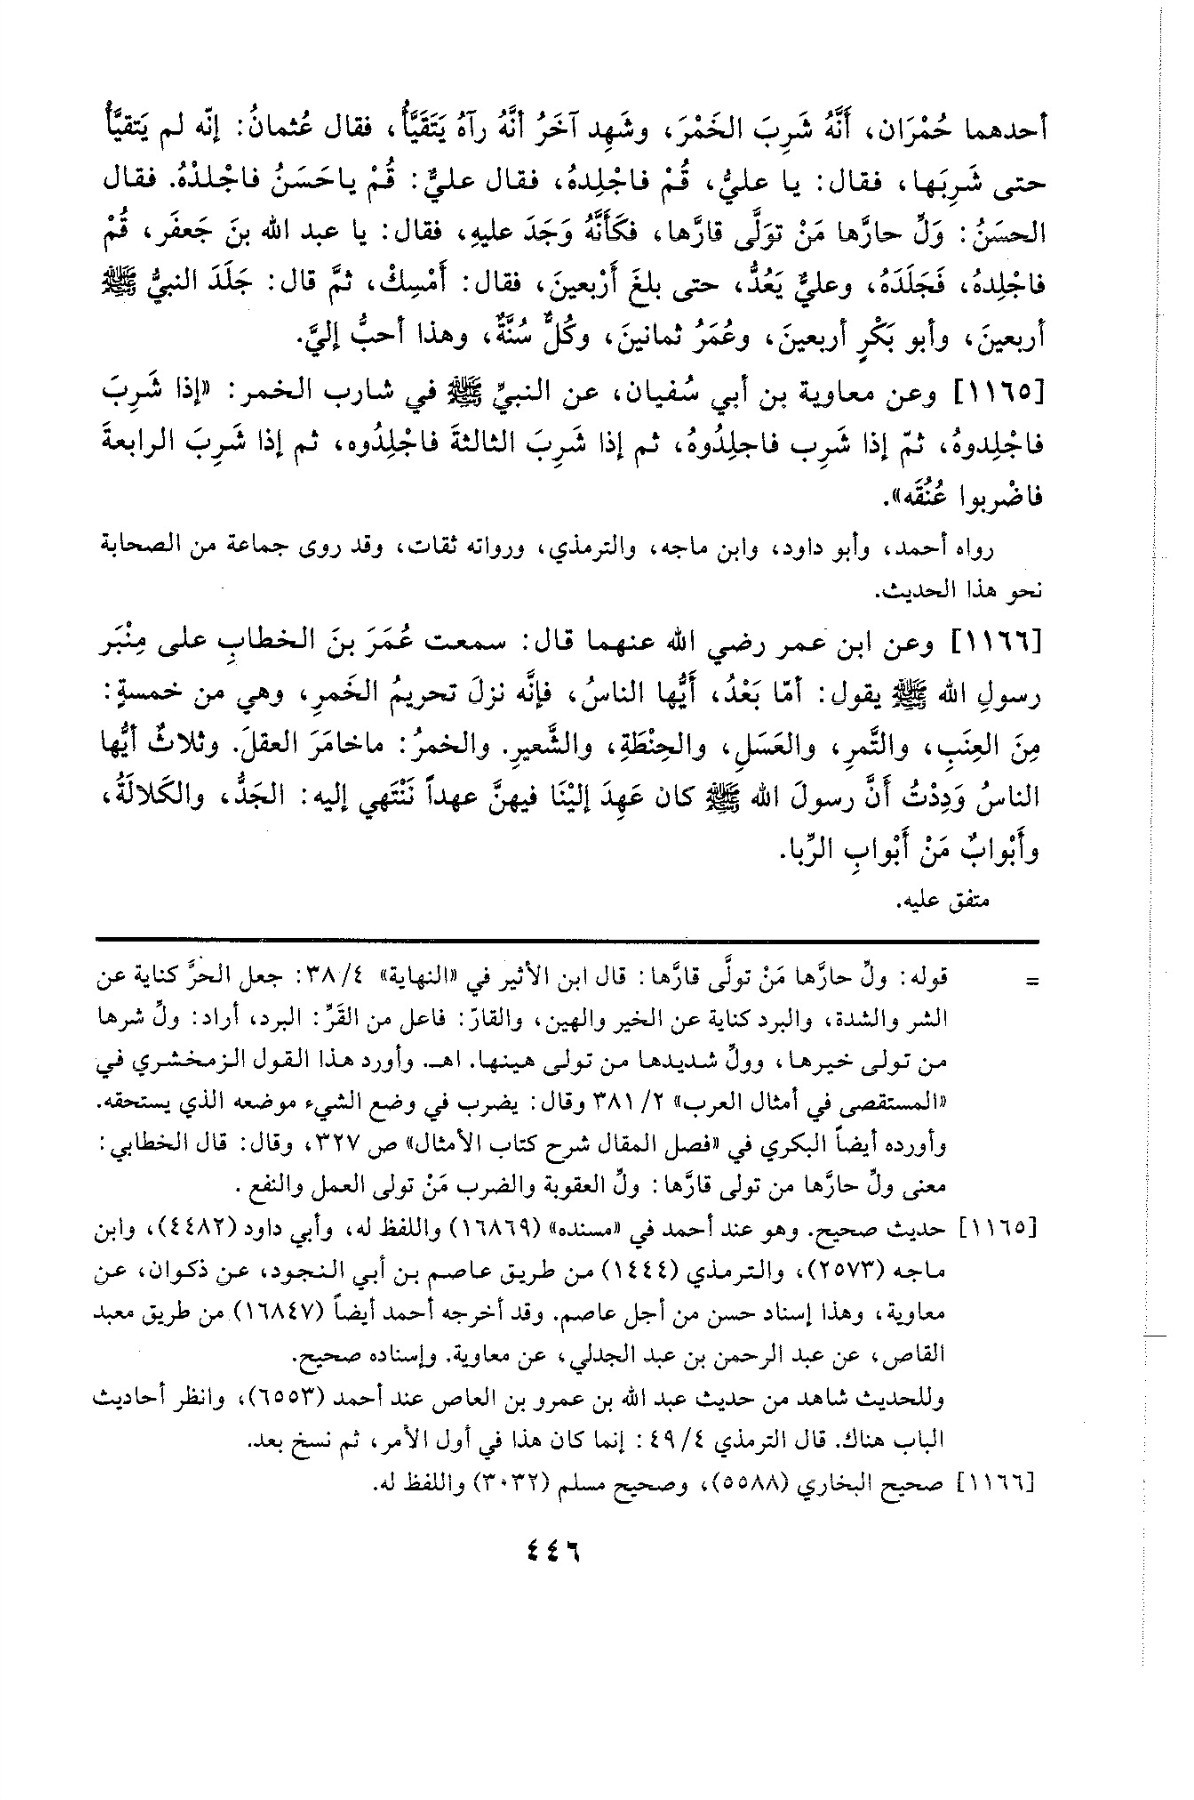 أحدهما حُمْرَان، أَنَّهُ شَرِبَ الخَمْرَ، وشَهِد آخَرُ أنَّهُ رآهُ يَتَقَيَّأُ، فقال عُثمانُ: إنّه لم يَتقيَّأْ
حتى شَرِبَها، فقال: يا عليُّ، قُمْ فاجْلِدهُ، فقال عليٌّ: قُمْ ياحَسَنُ فاجْلدْهُ. فقال
الحسَنُ: وَلِّ حارَّها مَنْ توَلَّى قارَّها، فكَأَنَّهُ وَجَدَ عليهِ، فقال: يا عبد الله بنَ جَعفَر، قُمْ
فاجْلِدهُ، فَجَلَدَهُ، وعليٌّ يَعُدُّ، حتى بلغَ أَرْبعينَ، فقال: أَمْسِكْ، ثمَّ قال: جَلَدَ النبيُّ ﷺ
أربعينَ، وأبو بَكْرٍ أربعينَ، وعُمَرُ ثمانينَ، وكُلٌّ سُنَّةٌ، وهذا أحبُّ إليَّ.
[١١٦٥] وعن معاوية بن أبي سُفيان، عن النبيِّ ﷺ في شارب الخمر: «إذا شَرِبَ
فاجْلِدوهُ، ثمّ إذا شَرِب فاجلِدُوهُ، ثم إذا شَرِبَ الثالثةَ فاجْلِدُوه، ثم إذا شَرِبَ الرابعةَ
فاضْربوا عُنُقَه».
رواه أحمد، وأبو داود، وابن ماجه، والترمذي، ورواته ثقات، وقد روى جماعة من الصحابة
نحو هذا الحديث.
[١١٦٦] وعن ابن عمر رضي الله عنهما قال: سمعت عُمَرَ بنَ الخطابِ على مِنْبَر
رسولِ الله ﷺ يقول: أمّا بَعْدُ، أَيُّها الناسُ، فإنَّه نزلَ تحريمُ الخَمرِ، وهي من خمسةٍ:
مِنَ العِنَبِ، والتَّمرِ، والعَسَلِ، والحِنْطَةِ، والشَّعيرِ. والخمرُ: ماخامَرَ العقلَ. وثلاثٌ أيُّها
الناسُ وَدِدْتُ أَنَّ رسولَ الله ﷺ كان عَهِدَ إليْنَا فيهنَّ عهداً نَنْتَهي إليه: الجَدُّ، والكَلالَةُ،
وأَبْوابٌ مَنْ أَبْوابِ الرِّبا.
متفق عليه.
= قوله: ولِّ حارَّها مَنْ تولَّى قارَّها: قال ابن الأثير في «النهاية» ٣٨/٤: جعل الحرَّ كناية عن
الشر والشدة، والبرد كناية عن الخير والهين، والقارّ: فاعل من القَرِّ: البرد، أراد: ولِّ شرها
من تولى خيرها، وولِّ شديدها من تولى هينها. اهـ. وأورد هذا القول الزمخشري في
«المستقصى في أمثال العرب» ٣٨١/٢ وقال: يضرب في وضع الشيء موضعه الذي يستحقه.
وأورده أيضاً البكري في «فصل المقال شرح كتاب الأمثال» ص ٣٢٧، وقال: قال الخطابي:
معنى ولِّ حارَّها من تولى قارَّها: ولِّ العقوبة والضرب مَنْ تولى العمل والنفع .
[١١٦٥] حديث صحيح. وهو عند أحمد في «مسنده» (١٦٨٦٩) واللفظ له، وأبي داود (٤٤٨٢)، وابن
ماجه (٢٥٧٣)، والترمذي (١٤٤٤) من طريق عاصم بن أبي النجود، عن ذكوان، عن
معاوية، وهذا إسناد حسن من أجل عاصم. وقد أخرجه أحمد أيضاً (١٦٨٤٧) من طريق معبد
القاص، عن عبد الرحمن بن عبد الجدلي، عن معاوية. وإسناده صحيح.
وللحديث شاهد من حديث عبد الله بن عمرو بن العاص عند أحمد (٦٥٥٣)، وانظر أحاديث
الباب هناك. قال الترمذي ٤٩/٤: إنما كان هذا في أول الأمر، ثم نسخ بعد.
[١١٦٦] صحيح البخاري (٥٥٨٨)، وصحيح مسلم (٣٠٣٢) واللفظ له.
٤٤٦